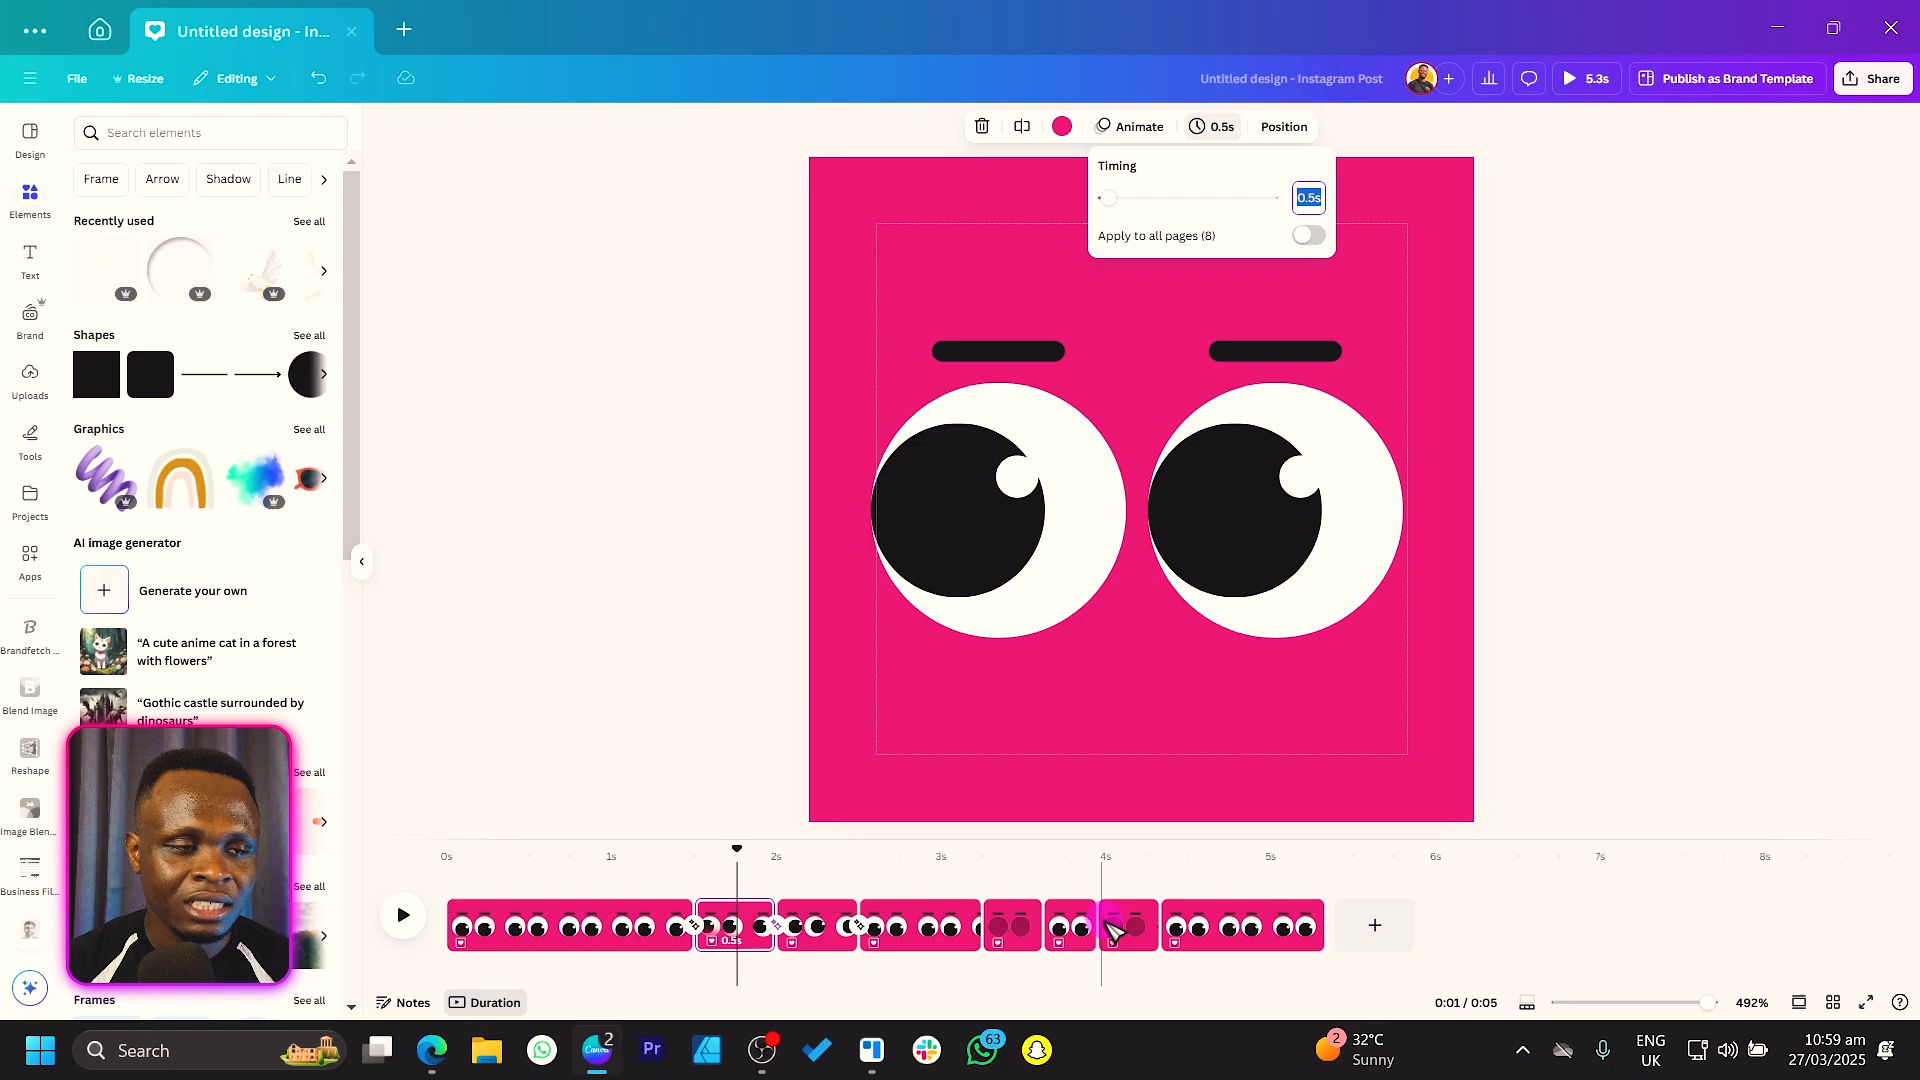 Untitled design - In...
File
Resize
Editing
Untitled design - Instagram Post
5.3s
Publish as Brand Template
Share
Design
Elements
Text
Brand
Uploads
Tools
Projects
Apps
Brandfetch ...
Blend Image
Reshape
Image Blen...
Business Fil...
Search elements
Frame
Arrow
Shadow
Line
Recently used
See all
Shapes
See all
Graphics
See all
AI image generator
Generate your own
“A cute anime cat in a forest
with flowers”
“Gothic castle surrounded by
dinosaurs”
See all
See all
Frames
See all
Animate
0.5s
Position
Timing
0.5s
Apply to all pages (8)
0s
1s
2s
3s
4s
5s
6s
7s
8s
0.5s
Notes
Duration
0:01 / 0:05
492%
Search
Canva
2
Pr
63
2
32°C
Sunny
ENG
UK
10:59 am
27/03/2025